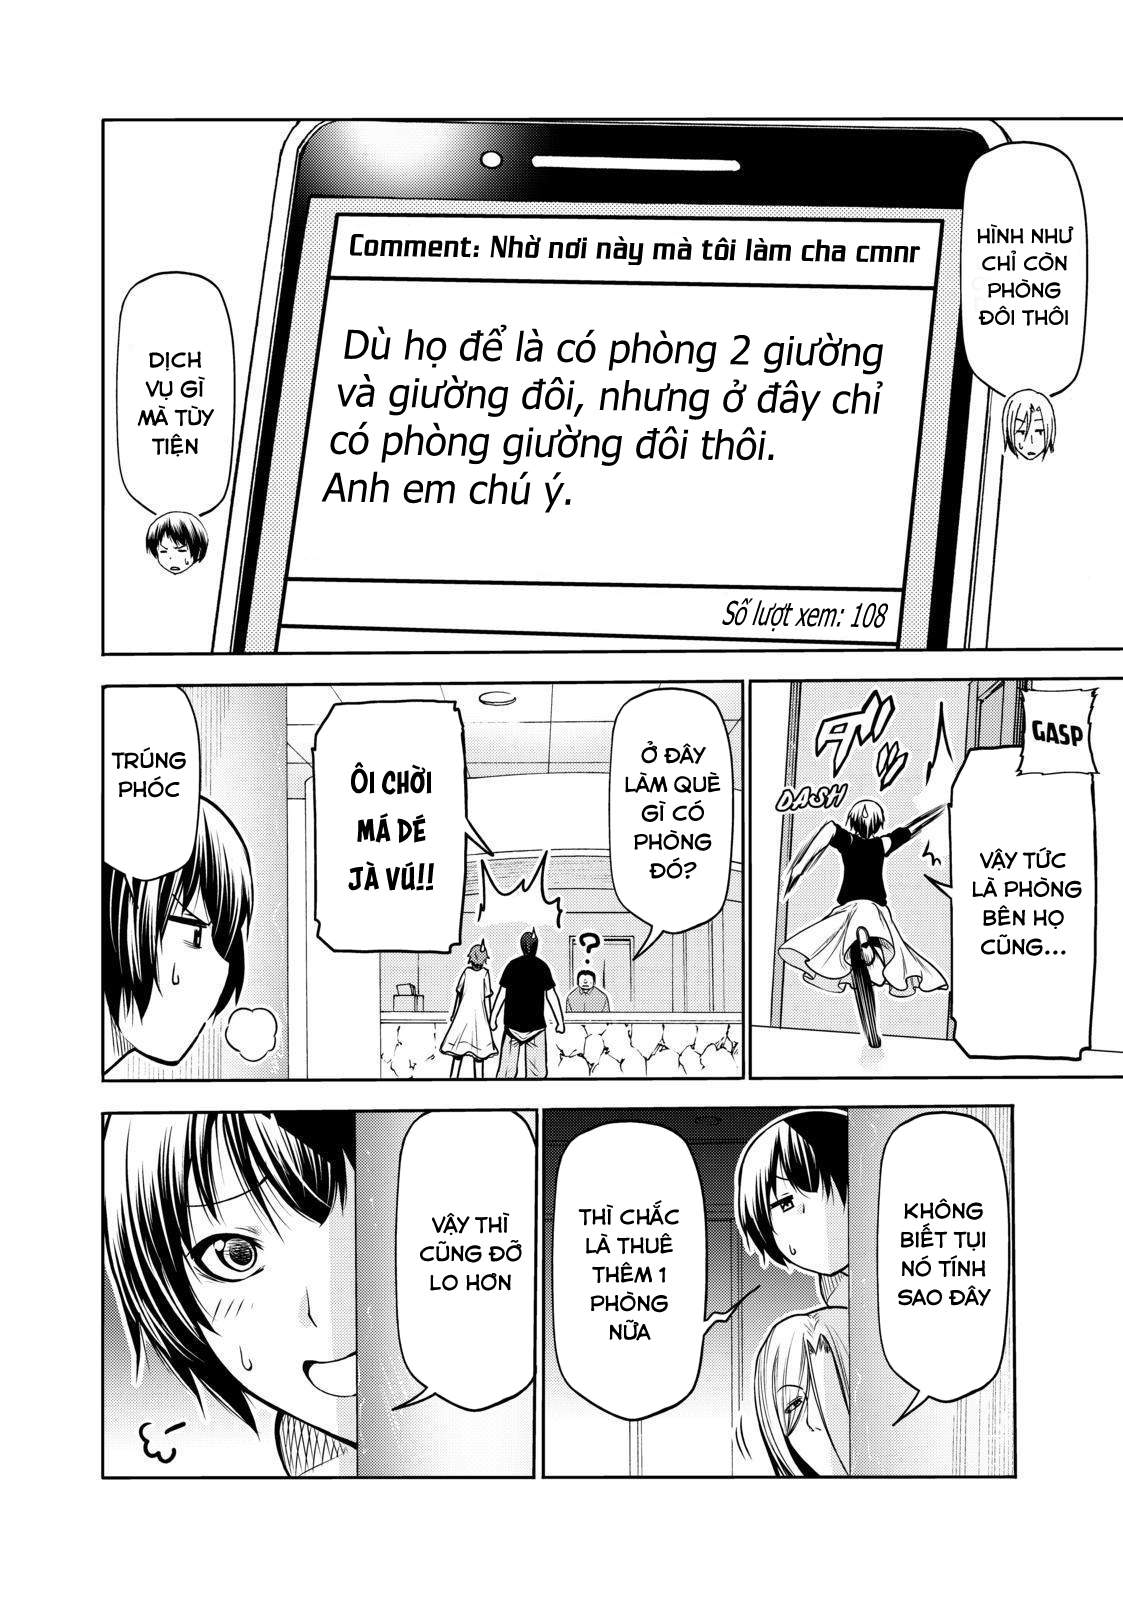 HÌNH NHƯ
CHỈ CÒN
PHÒNG
ĐÔI THÔI
Comment: Nhờ nơi này mà tôi làm cha cmnr
Dù họ để là có phòng 2 giường
và giường đôi, nhưng ở đây chỉ
có phòng giường đôi thôi.
Anh em chú ý.
Số lượt xem: 108
DỊCH
VỤ GÌ
MÀ TÙY
TIỆN
GASP
VẬY TỨC
LÀ PHÒNG
BÊN HỌ
CŨNG...
DASH
Ở ĐÂY
LÀM QUÈ
GÌ CÓ
PHÒNG
ĐÓ?
?
ÔI CHỜI
MÁ DÉ
JÀ VÚ!!
TRÚNG
PHÓC
KHÔNG
BIẾT TỤI
NÓ TÍNH
SAO ĐÂY
THÌ CHẮC
LÀ THUÊ
THÊM 1
PHÒNG
NỮA
VẬY THÌ
CŨNG ĐỠ
LO HƠN